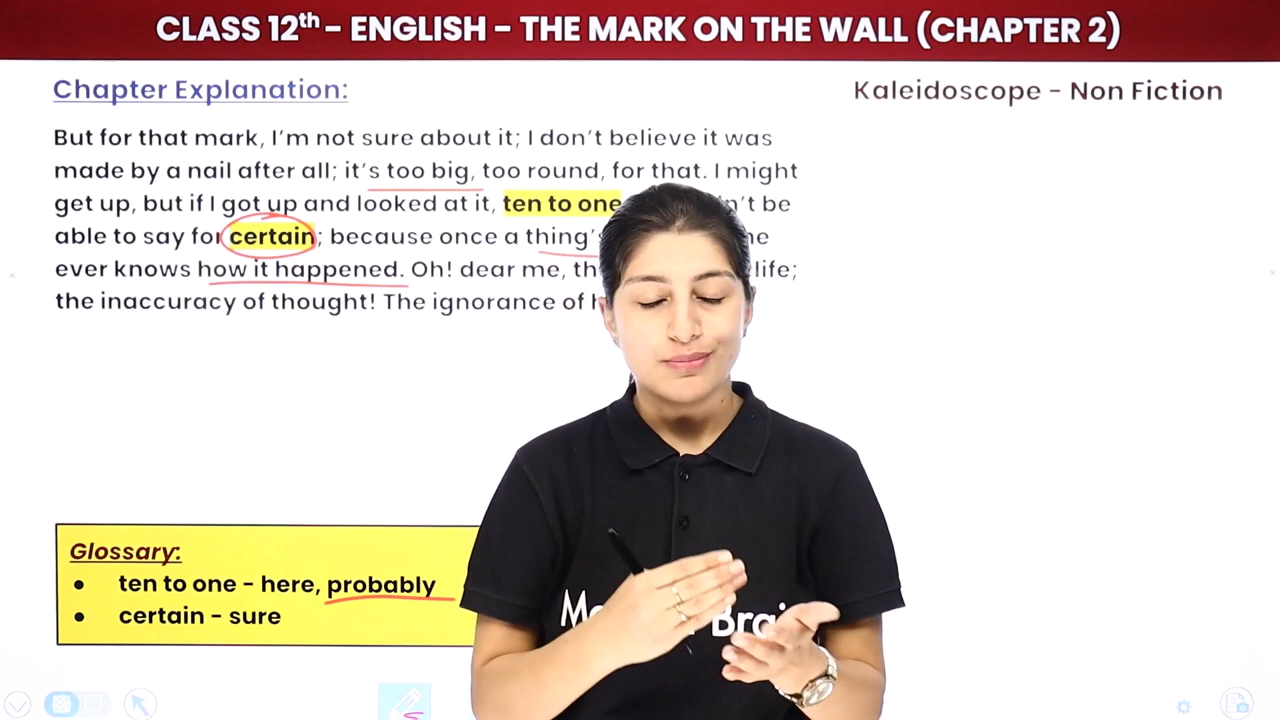 CLASS 12th – ENGLISH – THE MARK ON THE WALL (CHAPTER 2)
Chapter Explanation:
Kaleidoscope - Non Fiction
But for that mark, I'm not sure about it; I don't believe it was
made by a nail after all; it's too big, too round, for that. I might
get up, but if I got up and looked at it, ten to one n't be
able to say for certain; because once a thing's
ever knows how it happened. Oh! dear me, life;
the inaccuracy of thought! The ignorance of
Glossary:
● ten to one - here, probably
● certain - sure